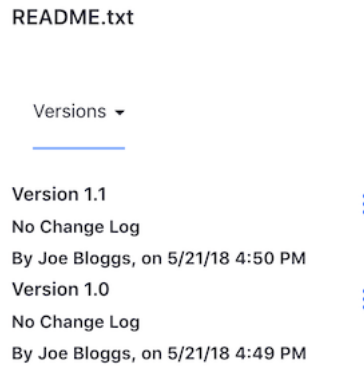 README.txt
Versions
Version 1.1
No Change Log
By Joe Bloggs, on 5/21/18 4:50 PM
Version 1.0
No Change Log
By Joe Bloggs, on 5/21/18 4:49 PM